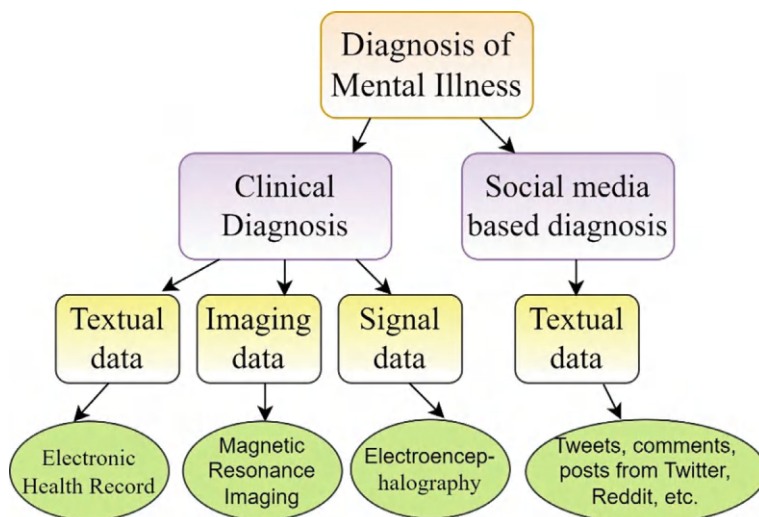 Diagnosis of
Mental Illness
Clinical
Diagnosis
Social media
based diagnosis
Textual
data
Imaging
data
Signal
data
Textual
data
Electronic
Health Record
Magnetic
Resonance
Imaging
Electroencep-
halography
Tweets, comments,
posts from Twitter,
Reddit, etc.